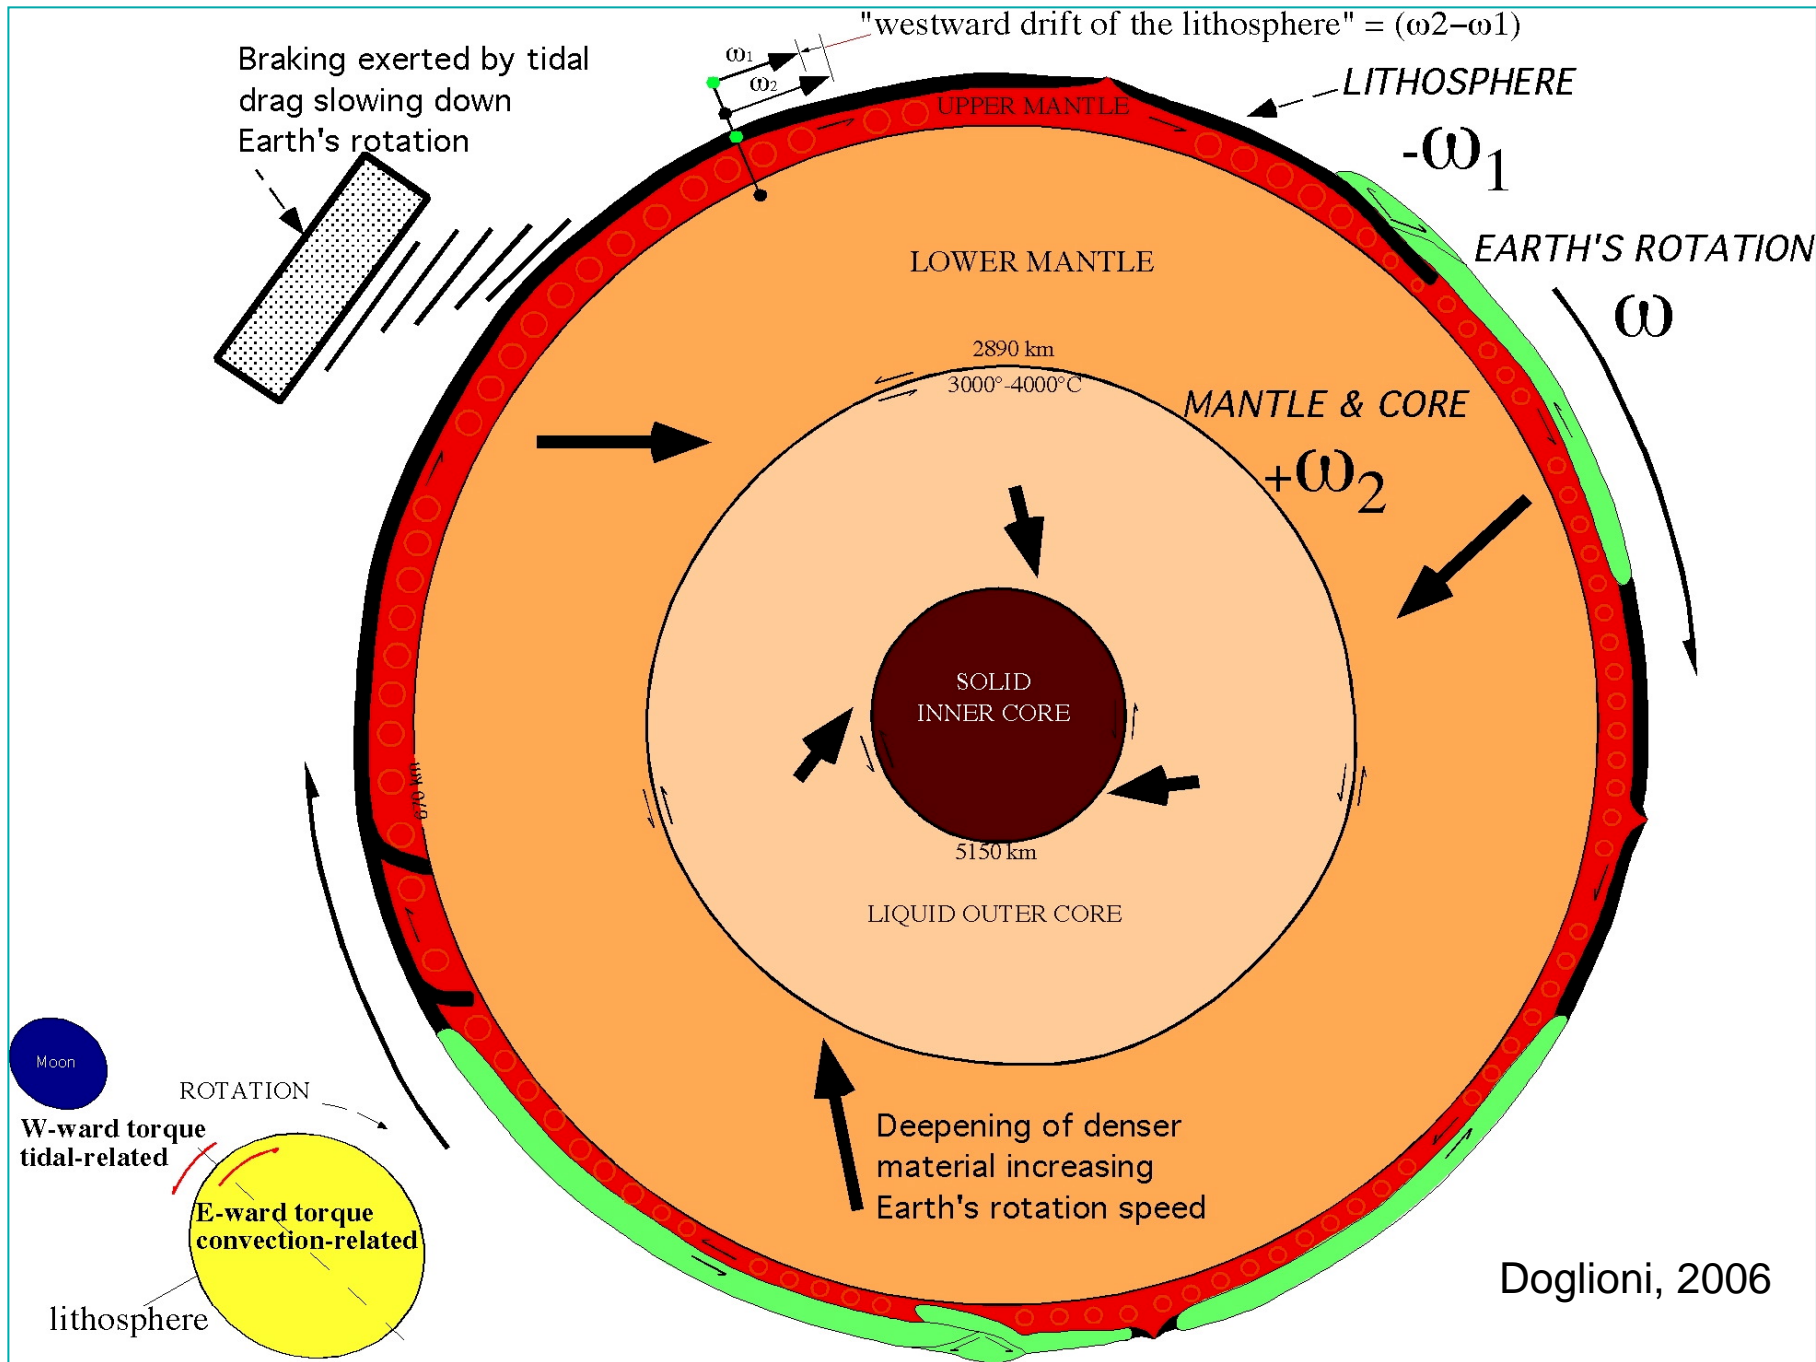 "westward drift of the lithosphere" = (ω2−ω1)
Braking exerted by tidal
drag slowing down
Earth's rotation
ω1
ω2
LITHOSPHERE
-ω1
UPPER MANTLE
EARTH'S ROTATION
ω
LOWER MANTLE
2890 km
3000°-4000°C
MANTLE & CORE
+ω2
SOLID
INNER CORE
670 km
5150 km
LIQUID OUTER CORE
Moon
ROTATION
W-ward torque
tidal-related
E-ward torque
convection-related
lithosphere
Deepening of denser
material increasing
Earth's rotation speed
Doglioni, 2006